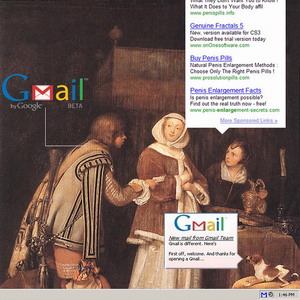 What It Does to Your Body affil
www.penispills.info
Genuine Fractals 5
New, version available for CS3
Download free trial version today
www.onOnesoftware.com
Buy Penis Pills
Natural Penis Enlargement Methods :
Choose Only The Right Penis Pills !
www.prosolutionpills.com
Penis Enlargement Facts
Is penis enlargement possible?
Find out the real truth now - free!
www.penis-enlargement-secrets.com
More Sponsored Links »
Gmail
by Google
BETA
Gmail
New mail from Gmail Team
Gmail is different. Here's
First off, welcome. And thanks for
opening a Gmail...
1:46 PM